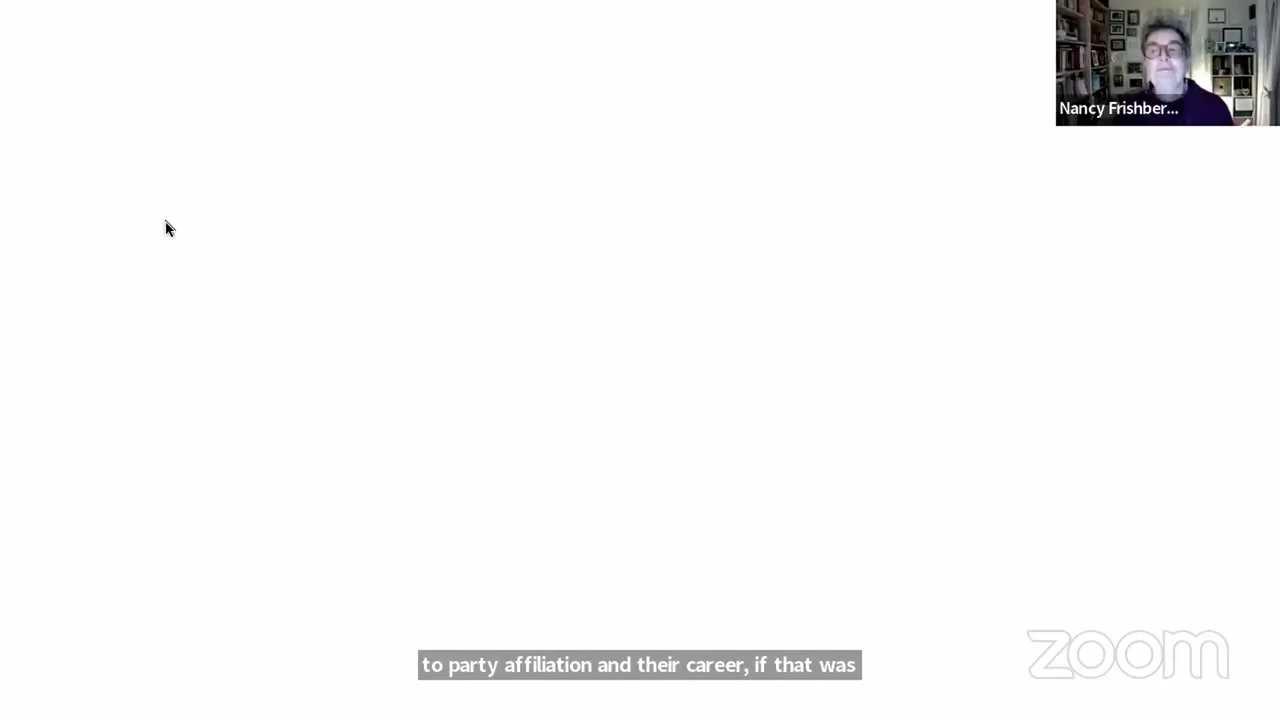 Nancy Frishber...
to party affiliation and their career, if that was
zoom